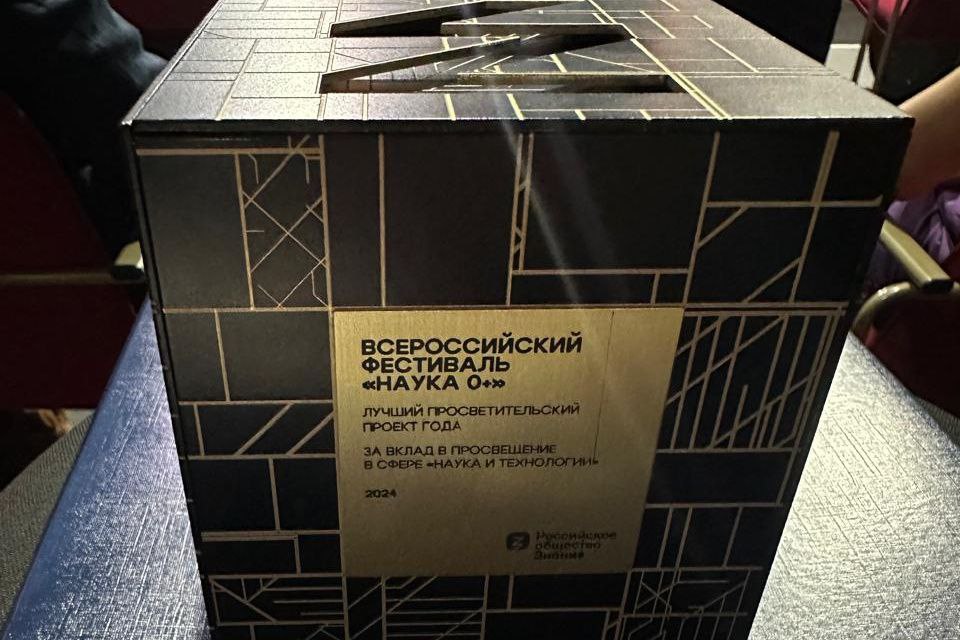 ВСЕРОССИЙСКИЙ
ФЕСТИВАЛЬ
«НАУКА 0+»
ЛУЧШИЙ ПРОСВЕТИТЕЛЬСКИЙ
ПРОЕКТ ГОДА
ЗА ВКЛАД В ПРОСВЕЩЕНИЕ
В СФЕРЕ «НАУКА И ТЕХНОЛОГИИ»
2024
Российское
общество
Знание